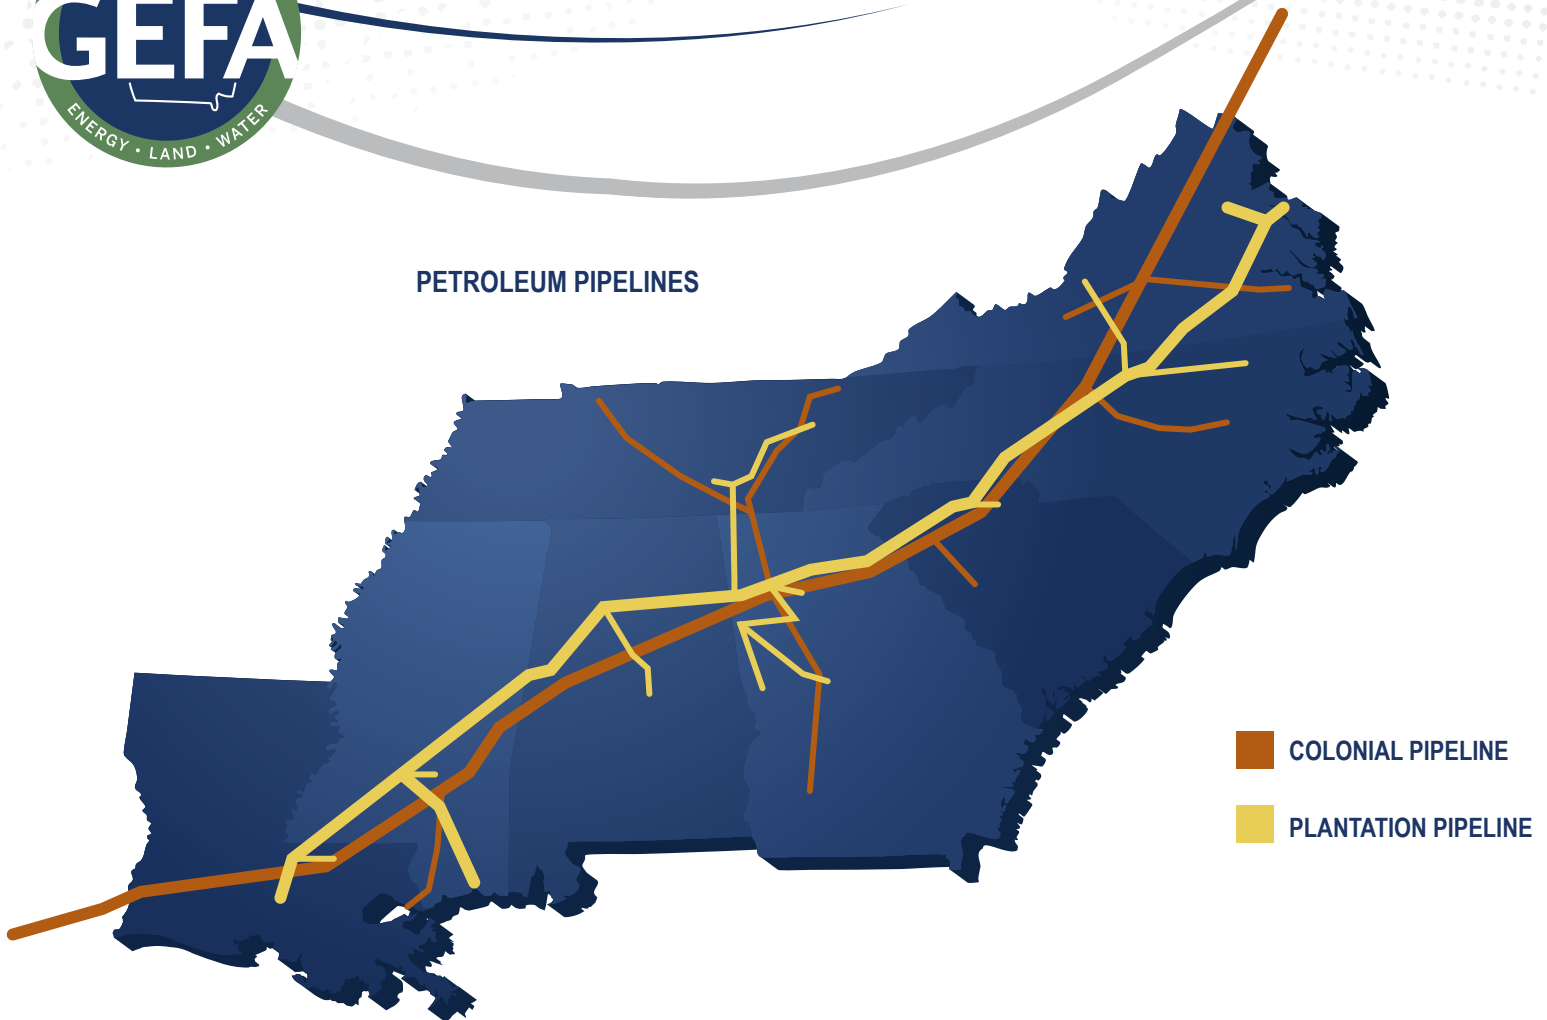 GEFA
ENERGY • LAND • WATER
PETROLEUM PIPELINES
COLONIAL PIPELINE
PLANTATION PIPELINE